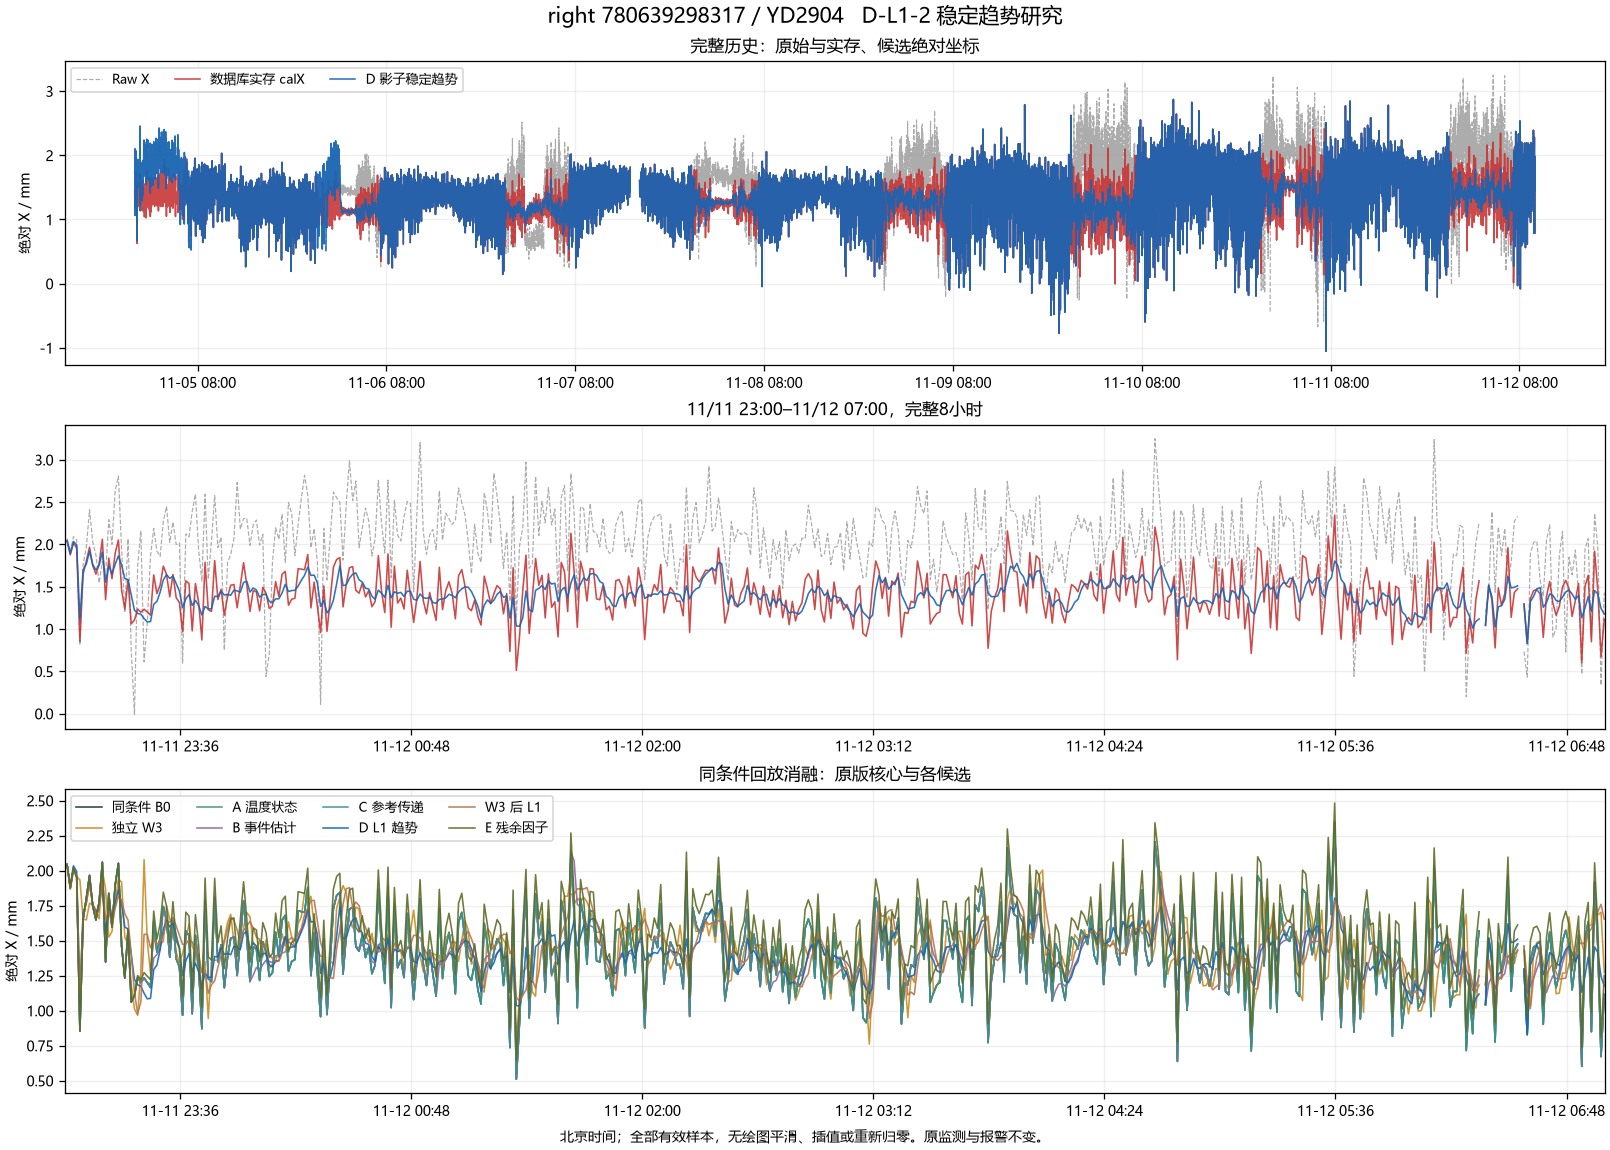 right 780639298317 / YD2904   D-L1-2 稳定趋势研究
完整历史：原始与实存、候选绝对坐标
Raw X
数据库实存 calX
D 影子稳定趋势
绝对 X / mm
3
2
1
0
-1
11-05 08:00
11-06 08:00
11-07 08:00
11-08 08:00
11-09 08:00
11-10 08:00
11-11 08:00
11-12 08:00
11/11 23:00–11/12 07:00，完整8小时
绝对 X / mm
3.0
2.5
2.0
1.5
1.0
0.5
0.0
11-11 23:36
11-12 00:48
11-12 02:00
11-12 03:12
11-12 04:24
11-12 05:36
11-12 06:48
同条件回放消融：原版核心与各候选
同条件 B0
A 温度状态
C 参考传递
W3 后 L1
独立 W3
B 事件估计
D L1 趋势
E 残余因子
绝对 X / mm
2.50
2.25
2.00
1.75
1.50
1.25
1.00
0.75
0.50
11-11 23:36
11-12 00:48
11-12 02:00
11-12 03:12
11-12 04:24
11-12 05:36
11-12 06:48
北京时间；全部有效样本，无绘图平滑、插值或重新归零。原监测与报警不变。